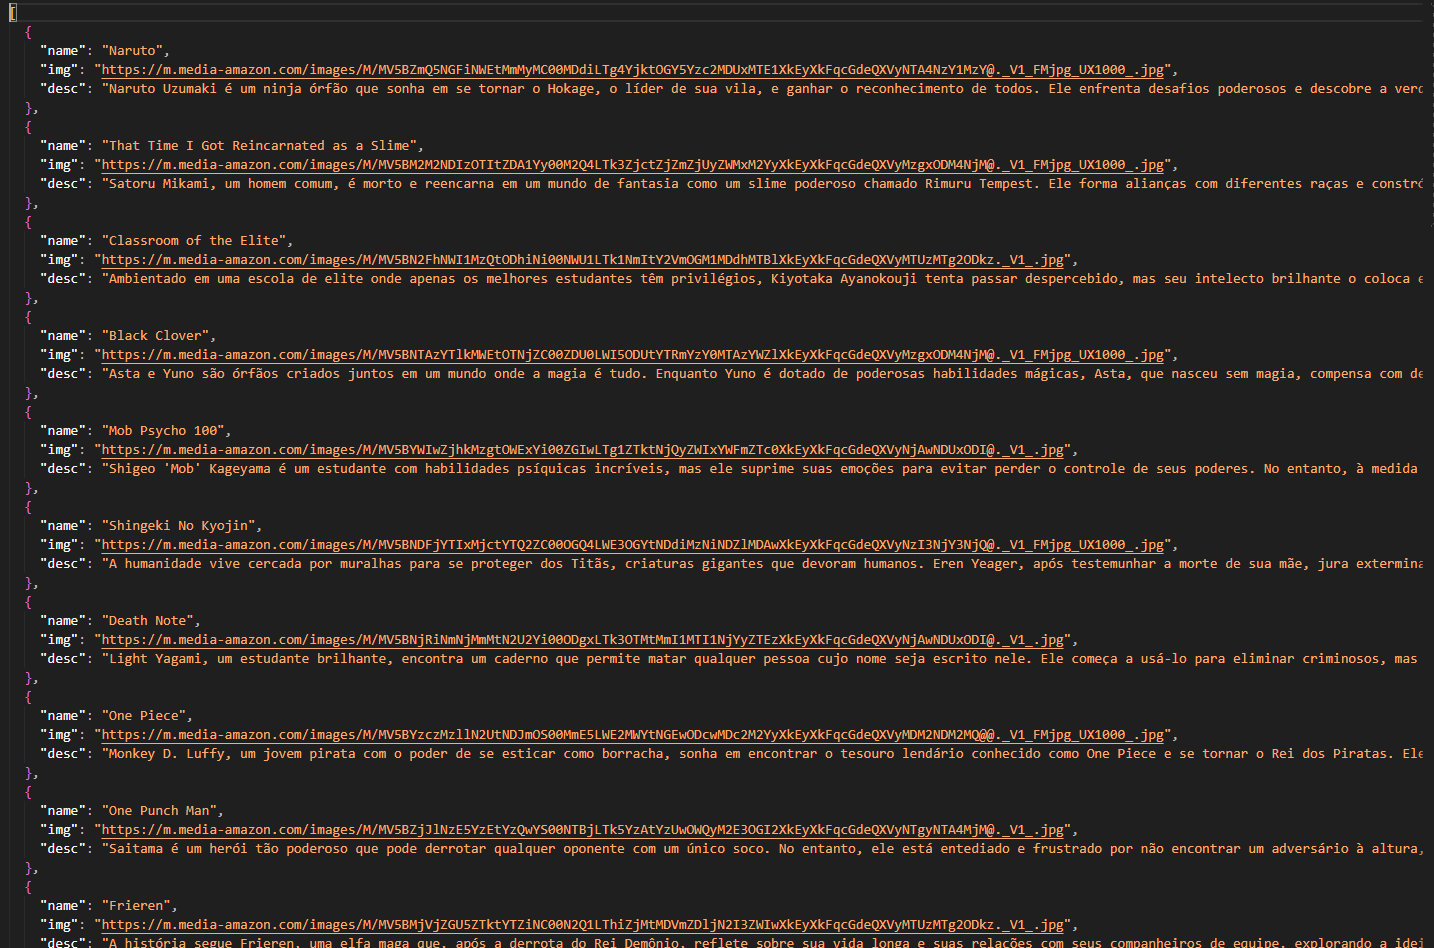 [
{
"name": "Naruto",
"img": "https://m.media-amazon.com/images/M/MV5BZmQ5NGFiNWEtMmMyMC00MDdiLTg4YjktOGY5Yzc2MDUxMTE1XkEyXkFqcGdeQXVyNTA4NzY1MzY@._V1_FMjpg_UX1000_.jpg",
"desc": "Naruto Uzumaki é um ninja órfão que sonha em se tornar o Hokage, o líder de sua vila, e ganhar o reconhecimento de todos. Ele enfrenta desafios poderosos e descobre a
},
{
"name": "That Time I Got Reincarnated as a Slime",
"img": "https://m.media-amazon.com/images/M/MV5BM2M2NDIzOTItZDA1Yy00M2Q4LTk3ZjctZjZmZjUyZWMxM2YyXkEyXkFqcGdeQXVyMzgxODM4NjM@._V1_FMjpg_UX1000_.jpg",
"desc": "Satoru Mikami, um homem comum, é morto e reencarna em um mundo de fantasia como um slime poderoso chamado Rimuru Tempest. Ele forma alianças com diferentes raças e
},
{
"name": "Classroom of the Elite",
"img": "https://m.media-amazon.com/images/M/MV5BN2FhNWI1MzQtODhiNi00NWU1LTk1NmItY2VmOGM1MDdhMTBlXkEyXkFqcGdeQXVyMTUzMTg2ODkz._V1_.jpg",
"desc": "Ambientado em uma escola de elite onde apenas os melhores estudantes têm privilégios, Kiyotaka Ayanokouji tenta passar despercebido, mas seu intelecto brilhante o coloca
},
{
"name": "Black Clover",
"img": "https://m.media-amazon.com/images/M/MV5BNTAzYTlkMWEtOTNjZC00ZDU0LWI5ODUtYTRmYzY0MTAzYWZlXkEyXkFqcGdeQXVyMzgxODM4NjM@._V1_FMjpg_UX1000_.jpg",
"desc": "Asta e Yuno são órfãos criados juntos em um mundo onde a magia é tudo. Enquanto Yuno é dotado de poderosas habilidades mágicas, Asta, que nasceu sem magia, compensa com
},
{
"name": "Mob Psycho 100",
"img": "https://m.media-amazon.com/images/M/MV5BYWIwZjhkMzgtOWExYi00ZGIwLTg1ZTktNjQyZWIxYWFmZTc0XkEyXkFqcGdeQXVyNjAwNDUxODI@._V1_.jpg",
"desc": "Shigeo 'Mob' Kageyama é um estudante com habilidades psíquicas incríveis, mas ele suprime suas emoções para evitar perder o controle de seus poderes. No entanto, à medida
},
{
"name": "Shingeki No Kyojin",
"img": "https://m.media-amazon.com/images/M/MV5BNDFjYTIxMjctYTQ2ZC00OGQ4LWE3OGYtNDdiMzNiNDZlMDAwXkEyXkFqcGdeQXVyNzI3NjY3NjQ@._V1_FMjpg_UX1000_.jpg",
"desc": "A humanidade vive cercada por muralhas para se proteger dos Titãs, criaturas gigantes que devoram humanos. Eren Yeager, após testemunhar a morte de sua mãe, jura
},
{
"name": "Death Note",
"img": "https://m.media-amazon.com/images/M/MV5BNjRiNmNjMmMtN2U2Yi00ODgxLTk3OTMtMmI1MTI1NjYyZTEzXkEyXkFqcGdeQXVyNjAwNDUxODI@._V1_.jpg",
"desc": "Light Yagami, um estudante brilhante, encontra um caderno que permite matar qualquer pessoa cujo nome seja escrito nele. Ele começa a usá-lo para eliminar criminosos, mas
},
{
"name": "One Piece",
"img": "https://m.media-amazon.com/images/M/MV5BYzczMzllN2UtNDJmOS00MmE5LWE2MWYtNGEwODcwMDc2M2YyXkEyXkFqcGdeQXVyMDM2NDM2MQ@@._V1_FMjpg_UX1000_.jpg",
"desc": "Monkey D. Luffy, um jovem pirata com o poder de se esticar como borracha, sonha em encontrar o tesouro lendário conhecido como One Piece e se tornar o Rei dos Piratas. Ele
},
{
"name": "One Punch Man",
"img": "https://m.media-amazon.com/images/M/MV5BZjJlNzE5YzEtYzQwYS00NTBjLTk5YzAtYzUwOWQyM2E3OGI2XkEyXkFqcGdeQXVyNTgyNTA4MjM@._V1_.jpg",
"desc": "Saitama é um herói tão poderoso que pode derrotar qualquer oponente com um único soco. No entanto, ele está entediado e frustrado por não encontrar um adversário à altura,
},
{
"name": "Frieren",
"img": "https://m.media-amazon.com/images/M/MV5BMjVjZGU5ZTktYTZiNC00N2Q1LThiZjMtMDVmZDljN2I3ZWIwXkEyXkFqcGdeQXVyMTUzMTg2ODkz._V1_.jpg",
"desc": "A história segue Frieren, uma elfa maga que, após a derrota do Rei Demônio, reflete sobre sua vida longa e suas relações com seus companheiros de equipe, explorando a